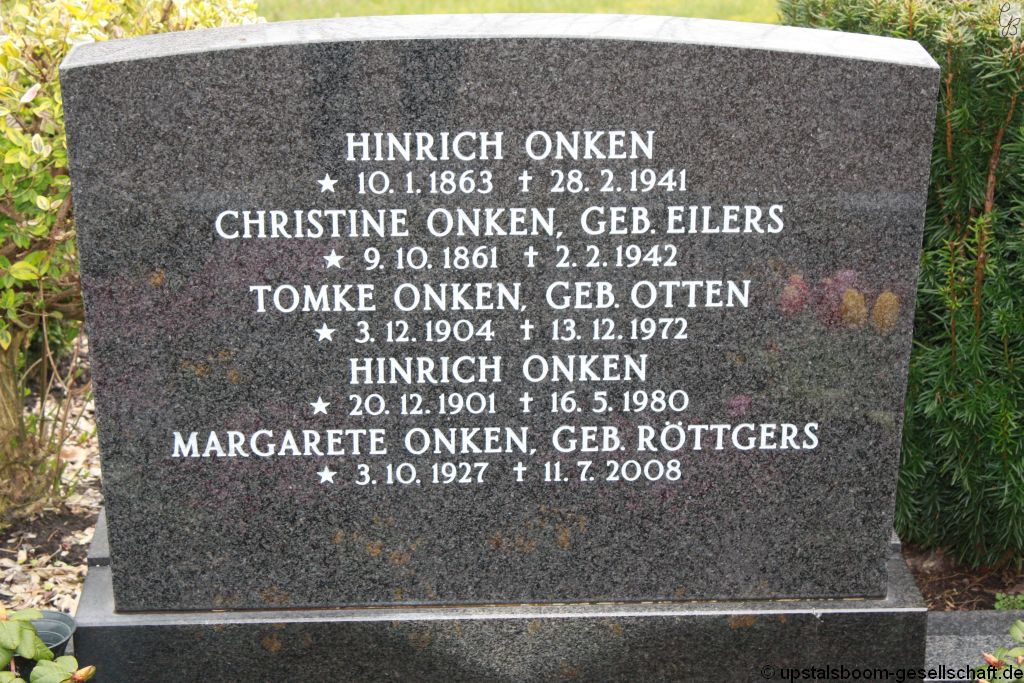 HINRICH ONKEN
★ 10. 1. 1863 ✝ 28. 2. 1941
CHRISTINE ONKEN, GEB. EILERS
★ 9. 10. 1861 ✝ 2. 2. 1942
TOMKE ONKEN, GEB. OTTEN
★ 3. 12. 1904 ✝ 13. 12. 1972
HINRICH ONKEN
★ 20. 12. 1901 ✝ 16. 5. 1980
MARGARETE ONKEN, GEB. RÖTTGERS
★ 3. 10. 1927 ✝ 11. 7. 2008
© upstalsboom-gesellschaft.de